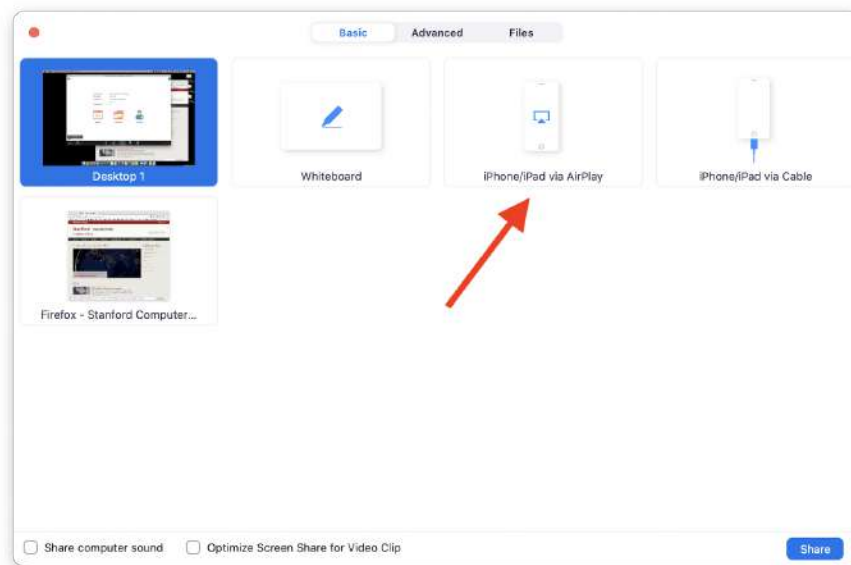 Basic Advanced Files
Desktop 1
Whiteboard
iPhone/iPad via AirPlay
iPhone/iPad via Cable
Firefox - Stanford Computer...
Share computer sound
Optimize Screen Share for Video Clip
Share